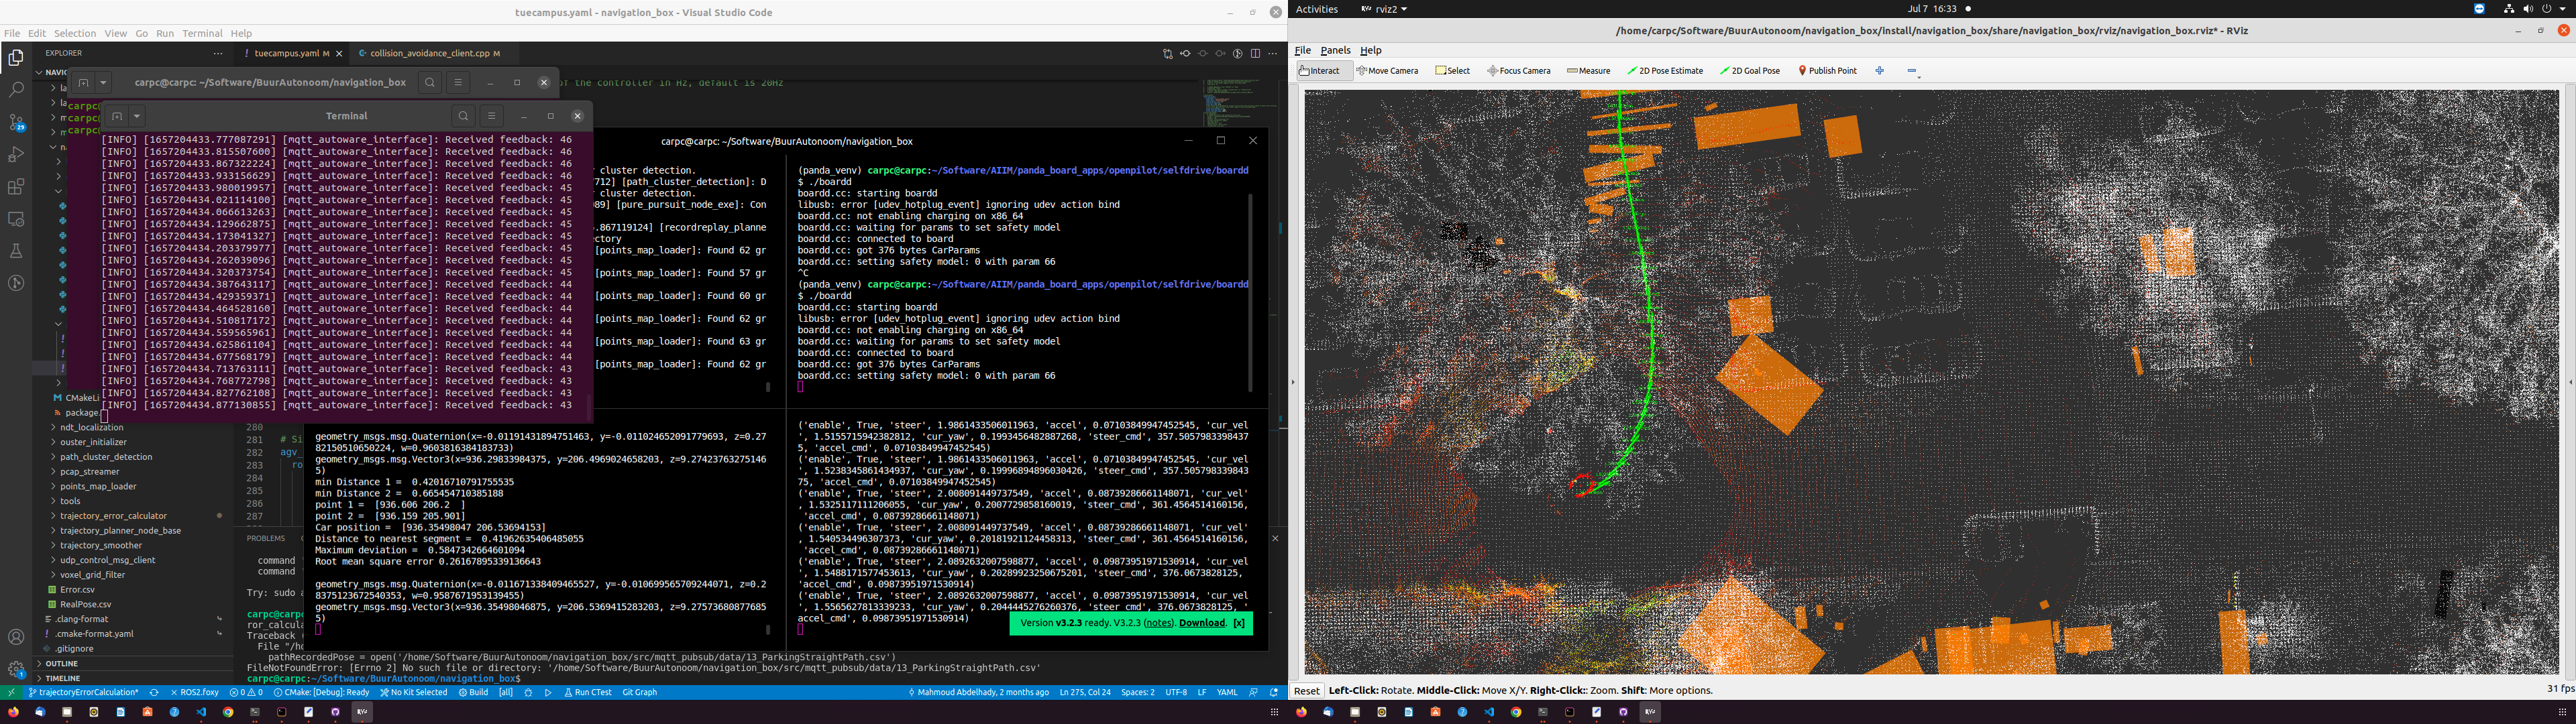 tuecampus.yaml - navigation_box - Visual Studio Code
File Edit Selection View Go Run Terminal Help
EXPLORER
tuecampus.yaml M
collision_avoidance_client.cpp M
carpc@carpc: ~/Software/BuurAutonoom/navigation_box
of the controller in Hz, default is 20Hz
Terminal
[INFO] [1657204433.777087291] [mqtt_autoware_interface]: Received feedback: 46
[INFO] [1657204433.815507600] [mqtt_autoware_interface]: Received feedback: 46
[INFO] [1657204433.867322224] [mqtt_autoware_interface]: Received feedback: 46
[INFO] [1657204433.933156629] [mqtt_autoware_interface]: Received feedback: 46
[INFO] [1657204433.980019957] [mqtt_autoware_interface]: Received feedback: 45
[INFO] [1657204434.021114100] [mqtt_autoware_interface]: Received feedback: 45
[INFO] [1657204434.066613263] [mqtt_autoware_interface]: Received feedback: 45
[INFO] [1657204434.129662875] [mqtt_autoware_interface]: Received feedback: 45
[INFO] [1657204434.173041327] [mqtt_autoware_interface]: Received feedback: 45
[INFO] [1657204434.203379977] [mqtt_autoware_interface]: Received feedback: 45
[INFO] [1657204434.262039096] [mqtt_autoware_interface]: Received feedback: 45
[INFO] [1657204434.320373754] [mqtt_autoware_interface]: Received feedback: 45
[INFO] [1657204434.387643117] [mqtt_autoware_interface]: Received feedback: 44
[INFO] [1657204434.429359371] [mqtt_autoware_interface]: Received feedback: 44
[INFO] [1657204434.464528160] [mqtt_autoware_interface]: Received feedback: 44
[INFO] [1657204434.510817172] [mqtt_autoware_interface]: Received feedback: 44
[INFO] [1657204434.559565961] [mqtt_autoware_interface]: Received feedback: 44
[INFO] [1657204434.625861104] [mqtt_autoware_interface]: Received feedback: 44
[INFO] [1657204434.677568179] [mqtt_autoware_interface]: Received feedback: 44
[INFO] [1657204434.713763111] [mqtt_autoware_interface]: Received feedback: 43
[INFO] [1657204434.768772798] [mqtt_autoware_interface]: Received feedback: 43
[INFO] [1657204434.827762108] [mqtt_autoware_interface]: Received feedback: 43
[INFO] [1657204434.877130855] [mqtt_autoware_interface]: Received feedback: 43
carpc@carpc: ~/Software/BuurAutonoom/navigation_box
cluster detection.
712] [path_cluster_detection]: D
cluster detection.
089] [pure_pursuit_node_exe]: Con
.867119124] [recordreplay_planne
ectory
[points_map_loader]: Found 62 gr
[points_map_loader]: Found 57 gr
[points_map_loader]: Found 60 gr
[points_map_loader]: Found 62 gr
[points_map_loader]: Found 63 gr
[points_map_loader]: Found 62 gr
(panda_venv) carpc@carpc:~/Software/AIIM/panda_board_apps/openpilot/selfdrive/boardd
$ ./boardd
boardd.cc: starting boardd
libusb: error [udev_hotplug_event] ignoring udev action bind
boardd.cc: not enabling charging on x86_64
boardd.cc: waiting for params to set safety model
boardd.cc: connected to board
boardd.cc: got 376 bytes CarParams
boardd.cc: setting safety model: 0 with param 66
^C
(panda_venv) carpc@carpc:~/Software/AIIM/panda_board_apps/openpilot/selfdrive/boardd
$ ./boardd
boardd.cc: starting boardd
libusb: error [udev_hotplug_event] ignoring udev action bind
boardd.cc: not enabling charging on x86_64
boardd.cc: waiting for params to set safety model
boardd.cc: connected to board
boardd.cc: got 376 bytes CarParams
boardd.cc: setting safety model: 0 with param 66
CMakeLi
package.
ndt_localization
ouster_initializer
path_cluster_detection
pcap_streamer
points_map_loader
tools
trajectory_error_calculator
trajectory_planner_node_base
trajectory_smoother
udp_control_msg_client
voxel_grid_filter
Error.csv
RealPose.csv
.clang-format
.cmake-format.yaml
.gitignore
OUTLINE
TIMELINE
280
281 # Si
282 agv_
283 ro
284
285
286
287
PROBLEMS
command
command
Try: sudo a
geometry_msgs.msg.Quaternion(x=-0.01191431894751463, y=-0.011024652091779693, z=0.27
82150510650224, w=0.9603816384183733)
geometry_msgs.msg.Vector3(x=936.29833984375, y=206.4969024658203, z=9.27423763275146
5)
min Distance 1 = 0.42016710791755535
min Distance 2 = 0.665454710385188
point 1 = [936.606 206.2 ]
point 2 = [936.159 205.901]
Car position = [936.35498047 206.53694153]
Distance to nearest segment = 0.41962635406485055
Maximum deviation = 0.5847342664601094
Root mean square error 0.26167895339136643
geometry_msgs.msg.Quaternion(x=-0.011671338409465527, y=-0.010699565709244071, z=0.2
8375123672540353, w=0.9587671953139455)
geometry_msgs.msg.Vector3(x=936.35498046875, y=206.5369415283203, z=9.27573680877685
5)
('enable', True, 'steer', 1.9861433506011963, 'accel', 0.07103849947452545, 'cur_vel'
, 1.5155715942382812, 'cur_yaw', 0.1993456482887268, 'steer_cmd', 357.5057983398437
5, 'accel_cmd', 0.07103849947452545)
('enable', True, 'steer', 1.9861433506011963, 'accel', 0.07103849947452545, 'cur_vel'
, 1.5238345861434937, 'cur_yaw', 0.19996894896030426, 'steer_cmd', 357.505798339843
75, 'accel_cmd', 0.07103849947452545)
('enable', True, 'steer', 2.008091449737549, 'accel', 0.08739286661148071, 'cur_vel'
, 1.5325117111206055, 'cur_yaw', 0.2007729858160019, 'steer_cmd', 361.4564514160156,
'accel_cmd', 0.08739286661148071)
('enable', True, 'steer', 2.008091449737549, 'accel', 0.08739286661148071, 'cur_vel'
, 1.540534496307373, 'cur_yaw', 0.20181921124458313, 'steer_cmd', 361.4564514160156,
'accel_cmd', 0.08739286661148071)
('enable', True, 'steer', 2.0892632007598877, 'accel', 0.09873951971530914, 'cur_vel'
, 1.5488171577453613, 'cur_yaw', 0.20289923250675201, 'steer_cmd', 376.0673828125,
'accel_cmd', 0.09873951971530914)
('enable', True, 'steer', 2.0892632007598877, 'accel', 0.09873951971530914, 'cur_vel'
, 1.5565627813339233, 'cur_yaw', 0.2044445276260376, 'steer_cmd', 376.0673828125, '
accel_cmd', 0.09873951971530914)
Version v3.2.3 ready. V3.2.3 (notes). Download. [x]
ror_calcula
Traceback (
File "/ho
pathRecordedPose = open('/home/Software/BuurAutonoom/navigation_box/src/mqtt_pubsub/data/13_ParkingStraightPath.csv')
FileNotFoundError: [Errno 2] No such file or directory: '/home/Software/BuurAutonoom/navigation_box/src/mqtt_pubsub/data/13_ParkingStraightPath.csv'
carpc@carpc:~/Software/BuurAutonoom/navigation_box$
trajectoryErrorCalculation* ROS2.foxy 0 0 CMake: [Debug]: Ready No Kit Selected Build [all] Run CTest Git Graph
Mahmoud Abdelhady, 2 months ago Ln 275, Col 24 Spaces: 2 UTF-8 LF YAML
Activities rviz2 Jul 7 16:33
/home/carpc/Software/BuurAutonoom/navigation_box/install/navigation_box/share/navigation_box/rviz/navigation_box.rviz* - RViz
File Panels Help
Interact Move Camera Select Focus Camera Measure 2D Pose Estimate 2D Goal Pose Publish Point
Reset Left-Click: Rotate. Middle-Click: Move X/Y. Right-Click: Zoom. Shift: More options. 31 fps